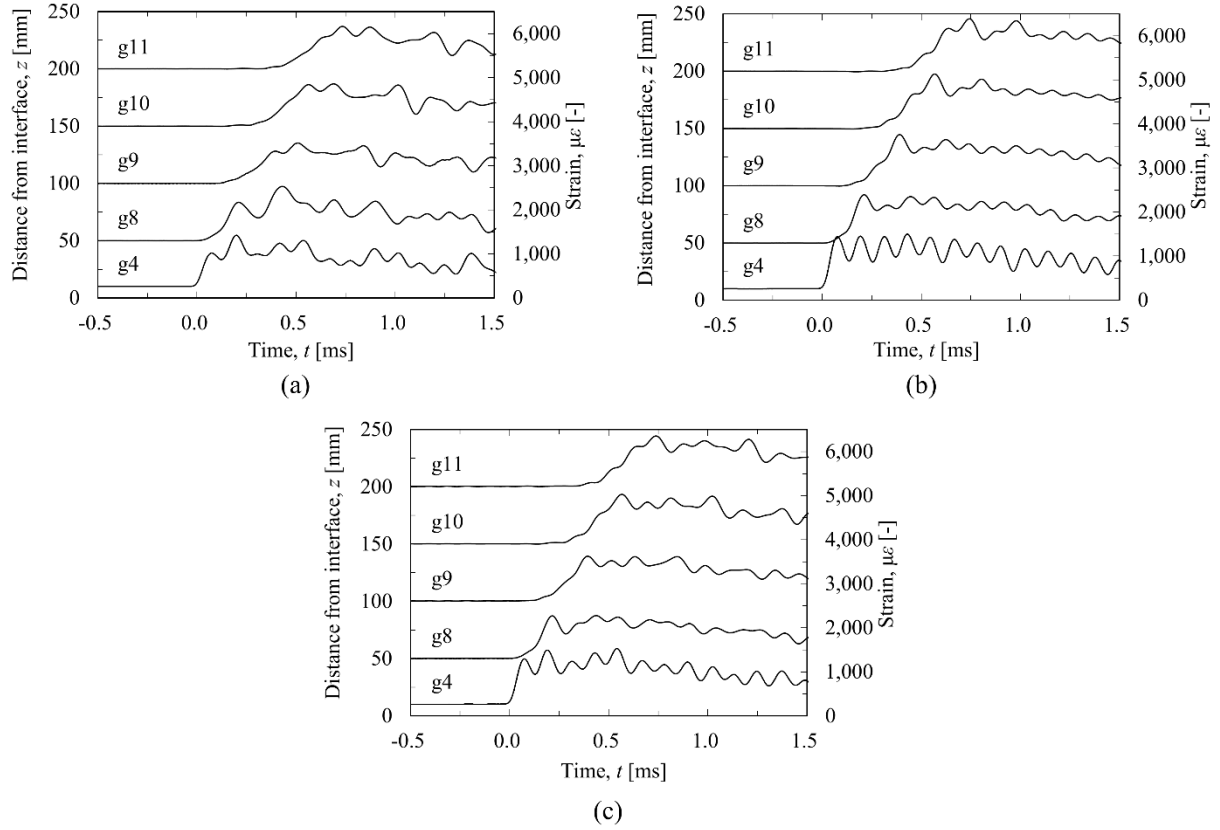 250
200
150
100
50
0
Distance from interface, z [mm]
g11
g10
g9
g8
g4
6,000
5,000
4,000
3,000
2,000
1,000
0
Strain, με [-]
-0.5 0.0 0.5 1.0 1.5
Time, t [ms]
(a)
250
200
150
100
50
0
Distance from interface, z [mm]
g11
g10
g9
g8
g4
6,000
5,000
4,000
3,000
2,000
1,000
0
Strain, με [-]
-0.5 0.0 0.5 1.0 1.5
Time, t [ms]
(b)
250
200
150
100
50
0
Distance from interface, z [mm]
g11
g10
g9
g8
g4
6,000
5,000
4,000
3,000
2,000
1,000
0
Strain, με [-]
-0.5 0.0 0.5 1.0 1.5
Time, t [ms]
(c)